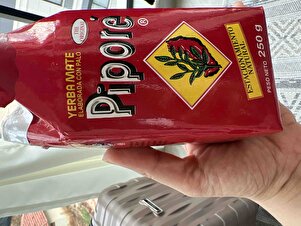 YERBA MATE
ELABORADA CON PALO
Pipore®
ESTACIONAMIENTO
NATURAL
PESO NETO 250 g